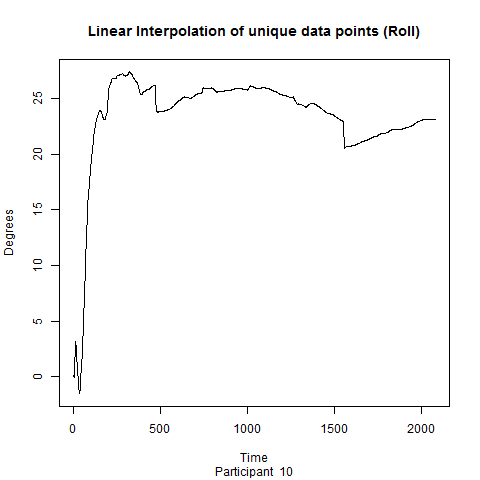 Linear Interpolation of unique data points (Roll)
Degrees
25
20
15
10
5
0
0 500 1000 1500 2000
Time
Participant 10